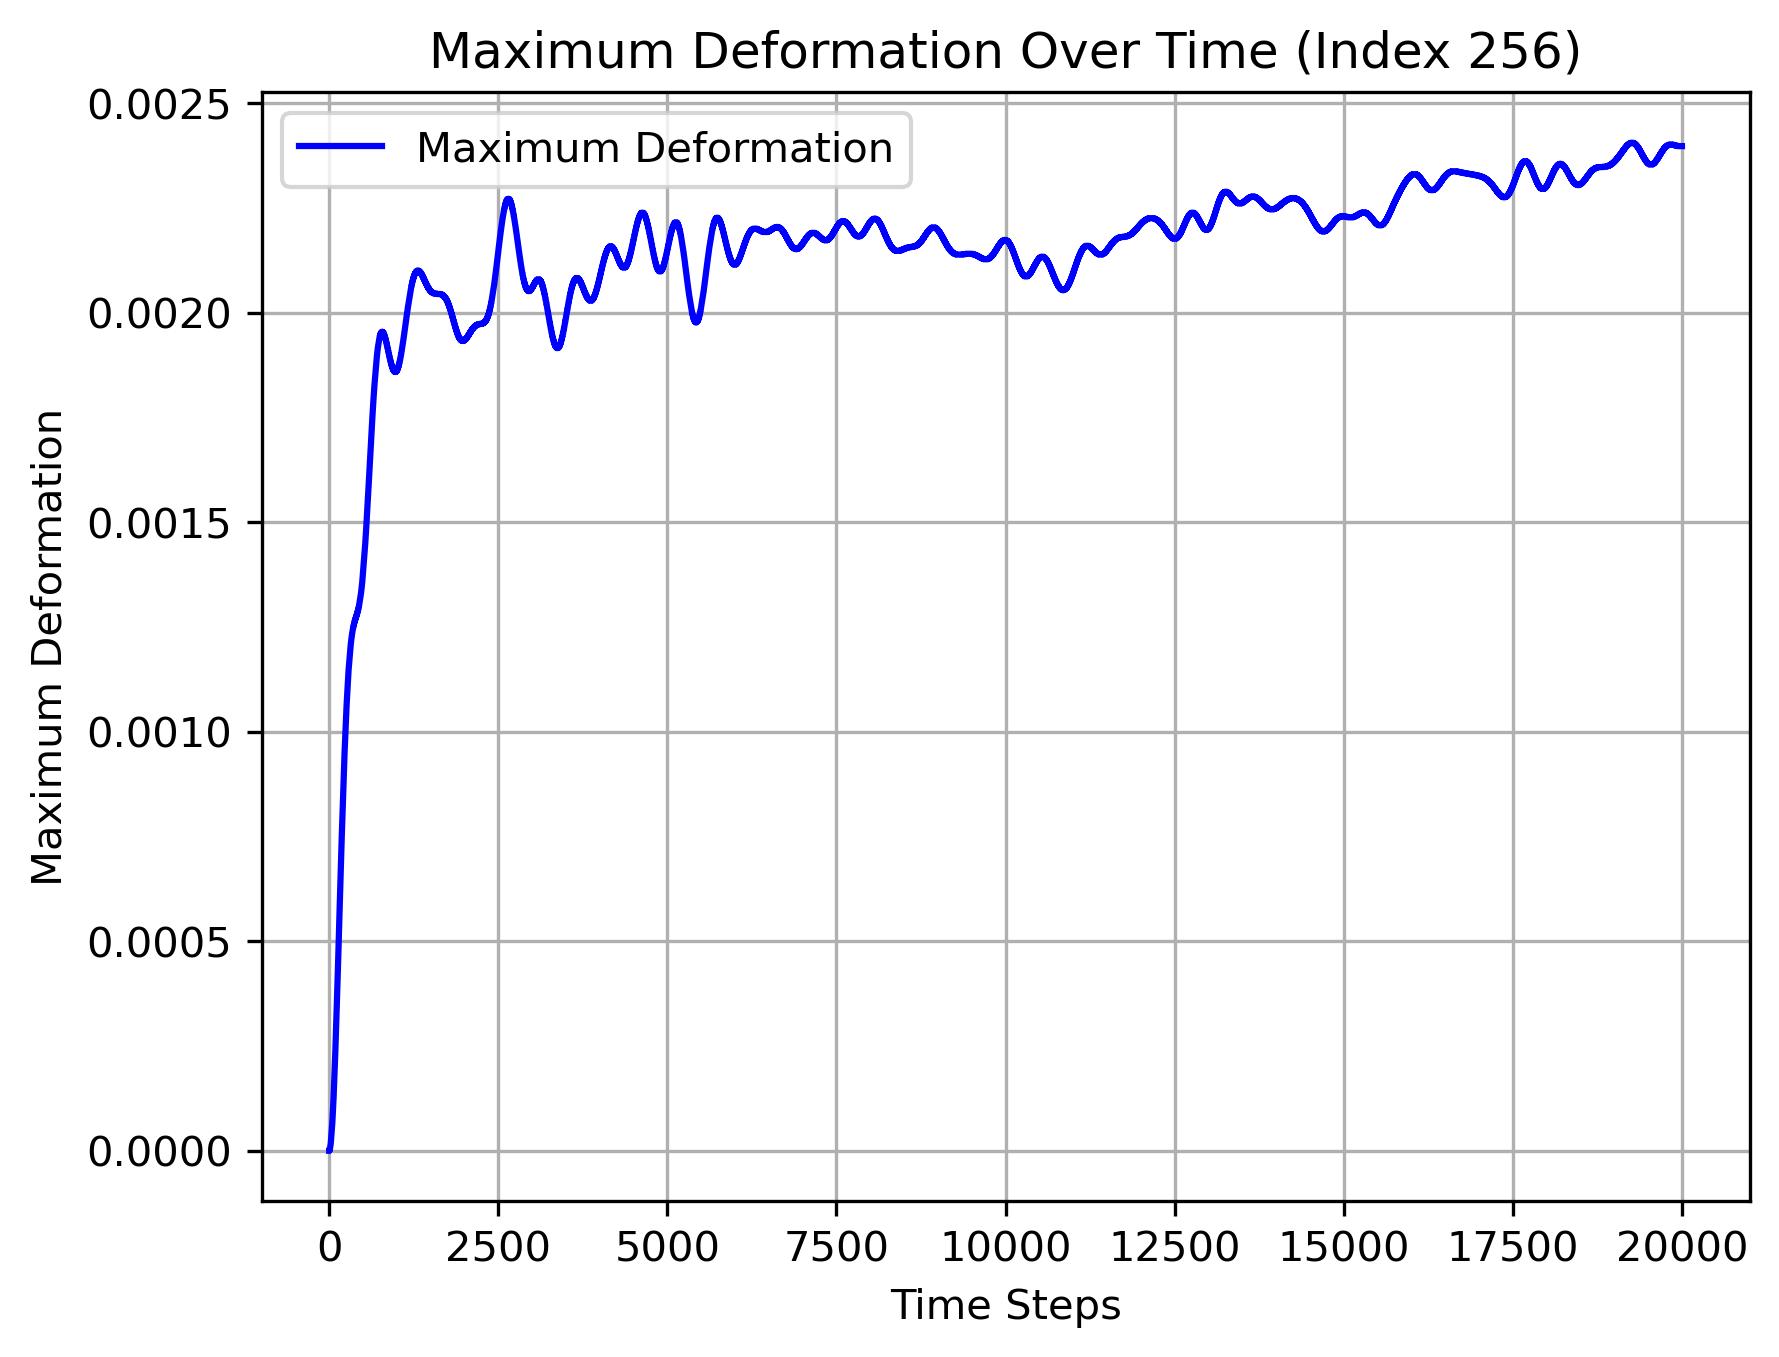 Maximum Deformation Over Time (Index 256)
Maximum Deformation
Maximum Deformation
0.0025
0.0020
0.0015
0.0010
0.0005
0.0000
0 2500 5000 7500 10000 12500 15000 17500 20000
Time Steps